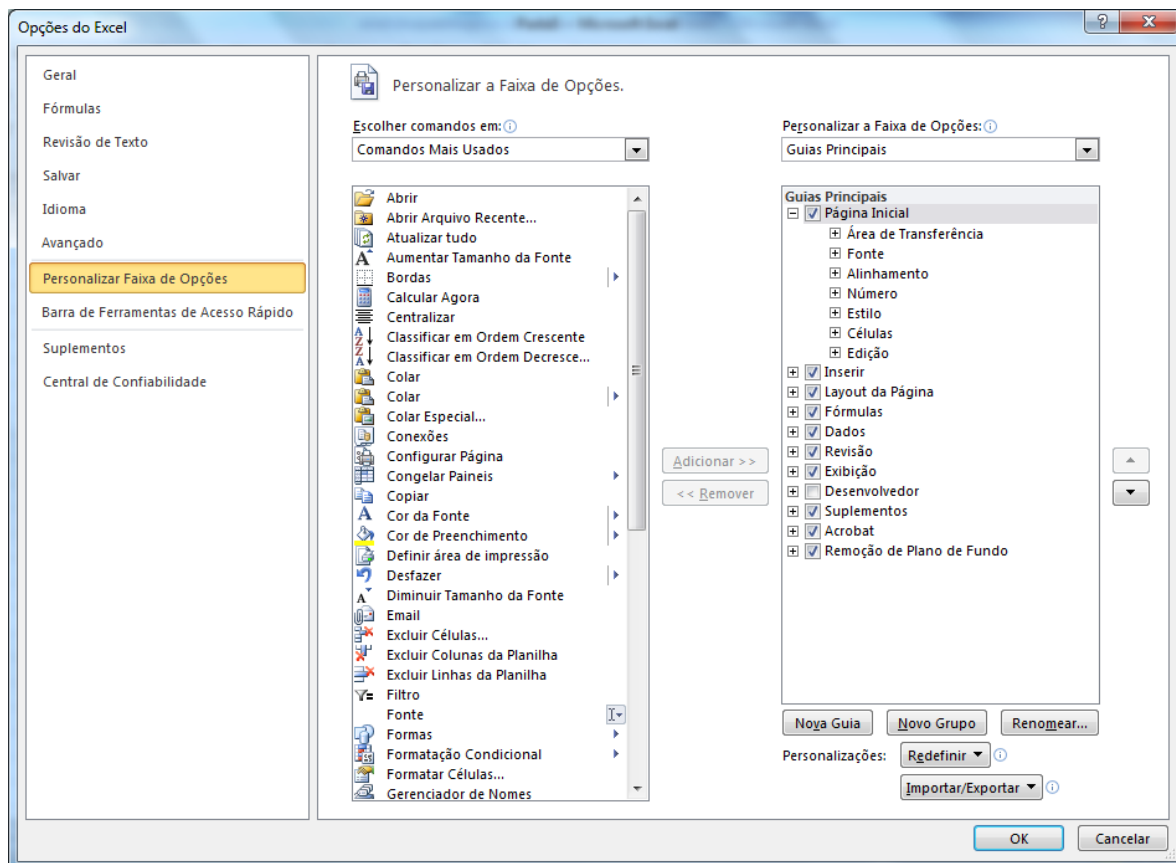 Opções do Excel
Geral
Fórmulas
Revisão de Texto
Salvar
Idioma
Avançado
Personalizar Faixa de Opções
Barra de Ferramentas de Acesso Rápido
Suplementos
Central de Confiabilidade
Personalizar a Faixa de Opções.
Escolher comandos em:
Comandos Mais Usados
Abrir
Abrir Arquivo Recente...
Atualizar tudo
Aumentar Tamanho da Fonte
Bordas
Calcular Agora
Centralizar
Classificar em Ordem Crescente
Classificar em Ordem Decresce...
Colar
Colar
Colar Especial...
Conexões
Configurar Página
Congelar Paineis
Copiar
Cor da Fonte
Cor de Preenchimento
Definir área de impressão
Desfazer
Diminuir Tamanho da Fonte
Email
Excluir Células...
Excluir Colunas da Planilha
Excluir Linhas da Planilha
Filtro
Fonte
Formas
Formatação Condicional
Formatar Células...
Gerenciador de Nomes
Adicionar >>
<< Remover
Personalizar a Faixa de Opções:
Guias Principais
Guias Principais
Página Inicial
Área de Transferência
Fonte
Alinhamento
Número
Estilo
Células
Edição
Inserir
Layout da Página
Fórmulas
Dados
Revisão
Exibição
Desenvolvedor
Suplementos
Acrobat
Remoção de Plano de Fundo
Nova Guia
Novo Grupo
Renomear...
Personalizações:
Redefinir
Importar/Exportar
OK
Cancelar